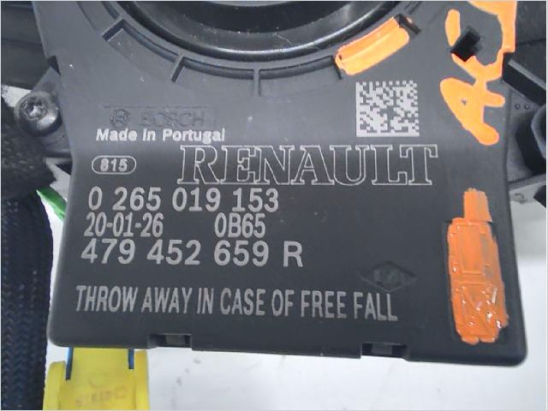 BOSCH
Made in Portugal
815 RENAULT
0 265 019 153
20-01-26 0B65
479 452 659 R
THROW AWAY IN CASE OF FREE FALL